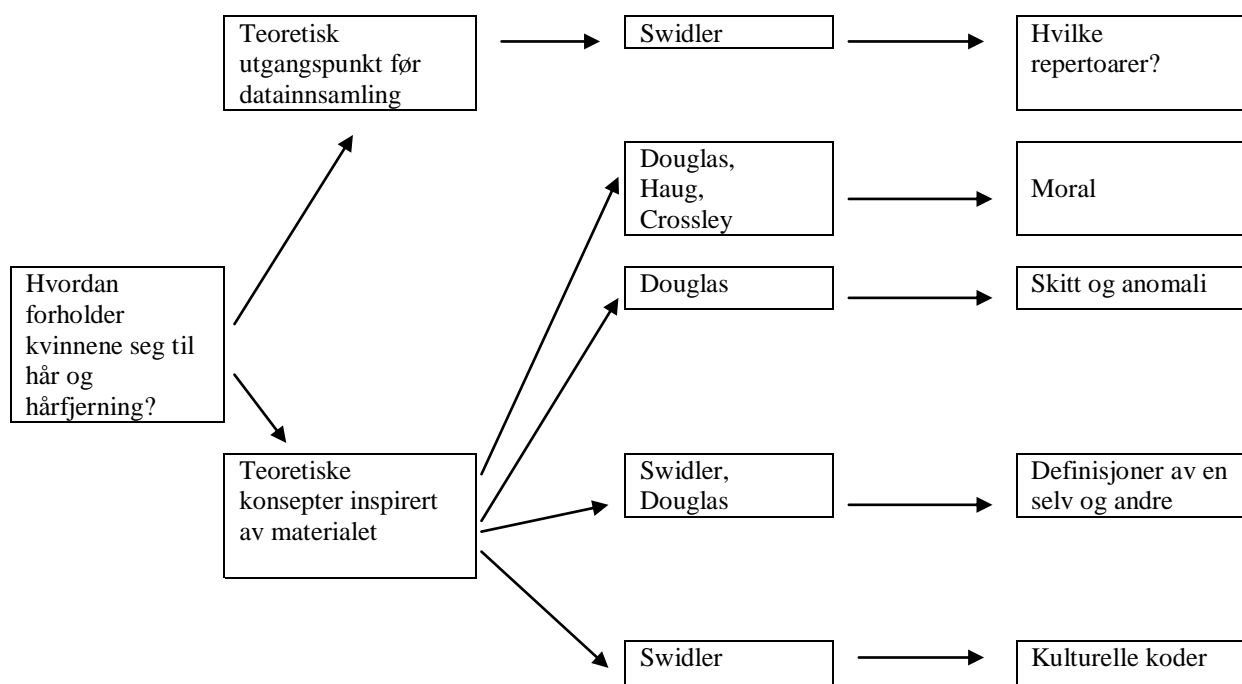 Teoretisk
utgangspunkt før
datainnsamling
Swidler
Hvilke
repertoarer?
Douglas,
Haug,
Crossley
Moral
Hvordan
forholder
kvinnene seg til
hår og
hårfjerning?
Douglas
Skitt og anomali
Teoretiske
konsepter inspirert
av materialet
Swidler,
Douglas
Definisjoner av en
selv og andre
Swidler
Kulturelle koder